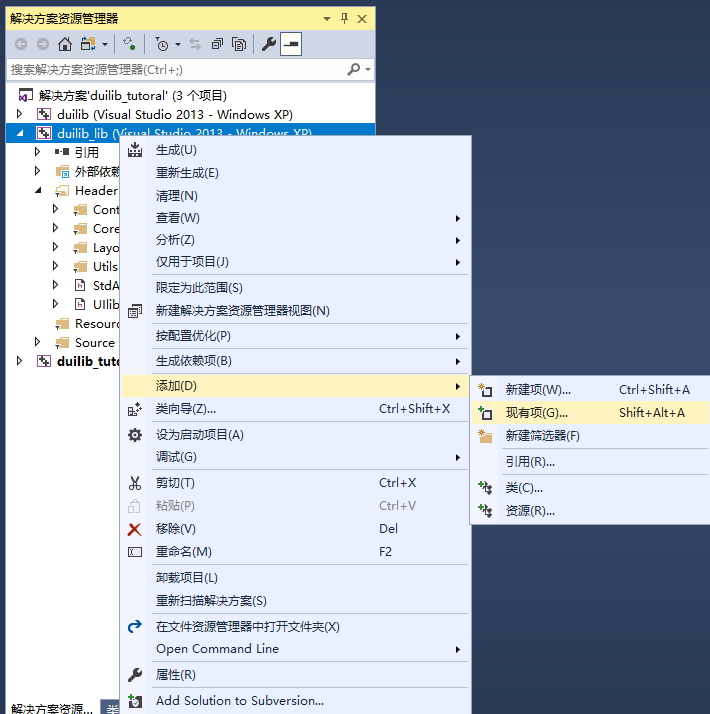 解决方案资源管理器
搜索解决方案资源管理器(Ctrl+;)
解决方案'duilib_tutoral' (3 个项目)
duilib (Visual Studio 2013 - Windows XP)
duilib_lib (Visual Studio 2013 - Windows XP)
引用
外部依赖
Header
Cont
Core
Layo
Utils
StdA
UIlib
Resourc
Source
duilib_tuto
生成(U)
重新生成(E)
清理(N)
查看(W)
分析(Z)
仅用于项目(J)
限定为此范围(S)
新建解决方案资源管理器视图(N)
按配置优化(P)
生成依赖项(B)
添加(D)
类向导(Z)... Ctrl+Shift+X
设为启动项目(A)
调试(G)
剪切(T) Ctrl+X
粘贴(P) Ctrl+V
移除(V) Del
重命名(M) F2
卸载项目(L)
重新扫描解决方案(S)
在文件资源管理器中打开文件夹(X)
Open Command Line
属性(R)
Add Solution to Subversion...
新建项(W)... Ctrl+Shift+A
现有项(G)... Shift+Alt+A
新建筛选器(F)
引用(R)...
类(C)...
资源(R)...
解决方案资源... 类